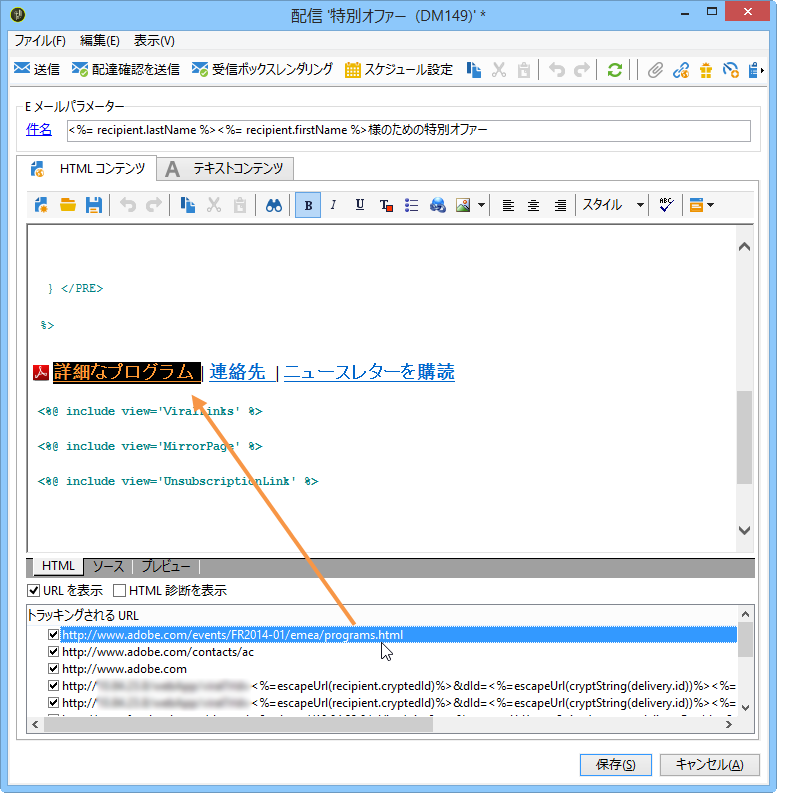 配信 '特別オファー (DM149)' *
ファイル(F) 編集(E) 表示(V)
送信 配達確認を送信 受信ボックスレンダリング スケジュール設定
E メールパラメーター
件名 <%= recipient.lastName %><%= recipient.firstName %>様のための特別オファー
HTML コンテンツ A テキストコンテンツ
B I U T スタイル ABC
} </PRE>
%>
詳細なプログラム | 連絡先 | ニュースレターを購読
<%@ include view='ViralLinks' %>
<%@ include view='MirrorPage' %>
<%@ include view='UnsubscriptionLink' %>
HTML ソース プレビュー
URL を表示 HTML 診断を表示
トラッキングされる URL
http://www.adobe.com/events/FR2014-01/emea/programs.html
http://www.adobe.com/contacts/ac
http://www.adobe.com
http:// <%=escapeUrl(recipient.cryptedId)%>&dId=<%=escapeUrl(cryptString(delivery.id))%><%=
http:// <%=escapeUrl(recipient.cryptedId)%>&dId=<%=escapeUrl(cryptString(delivery.id))%><%=
保存(S) キャンセル(A)